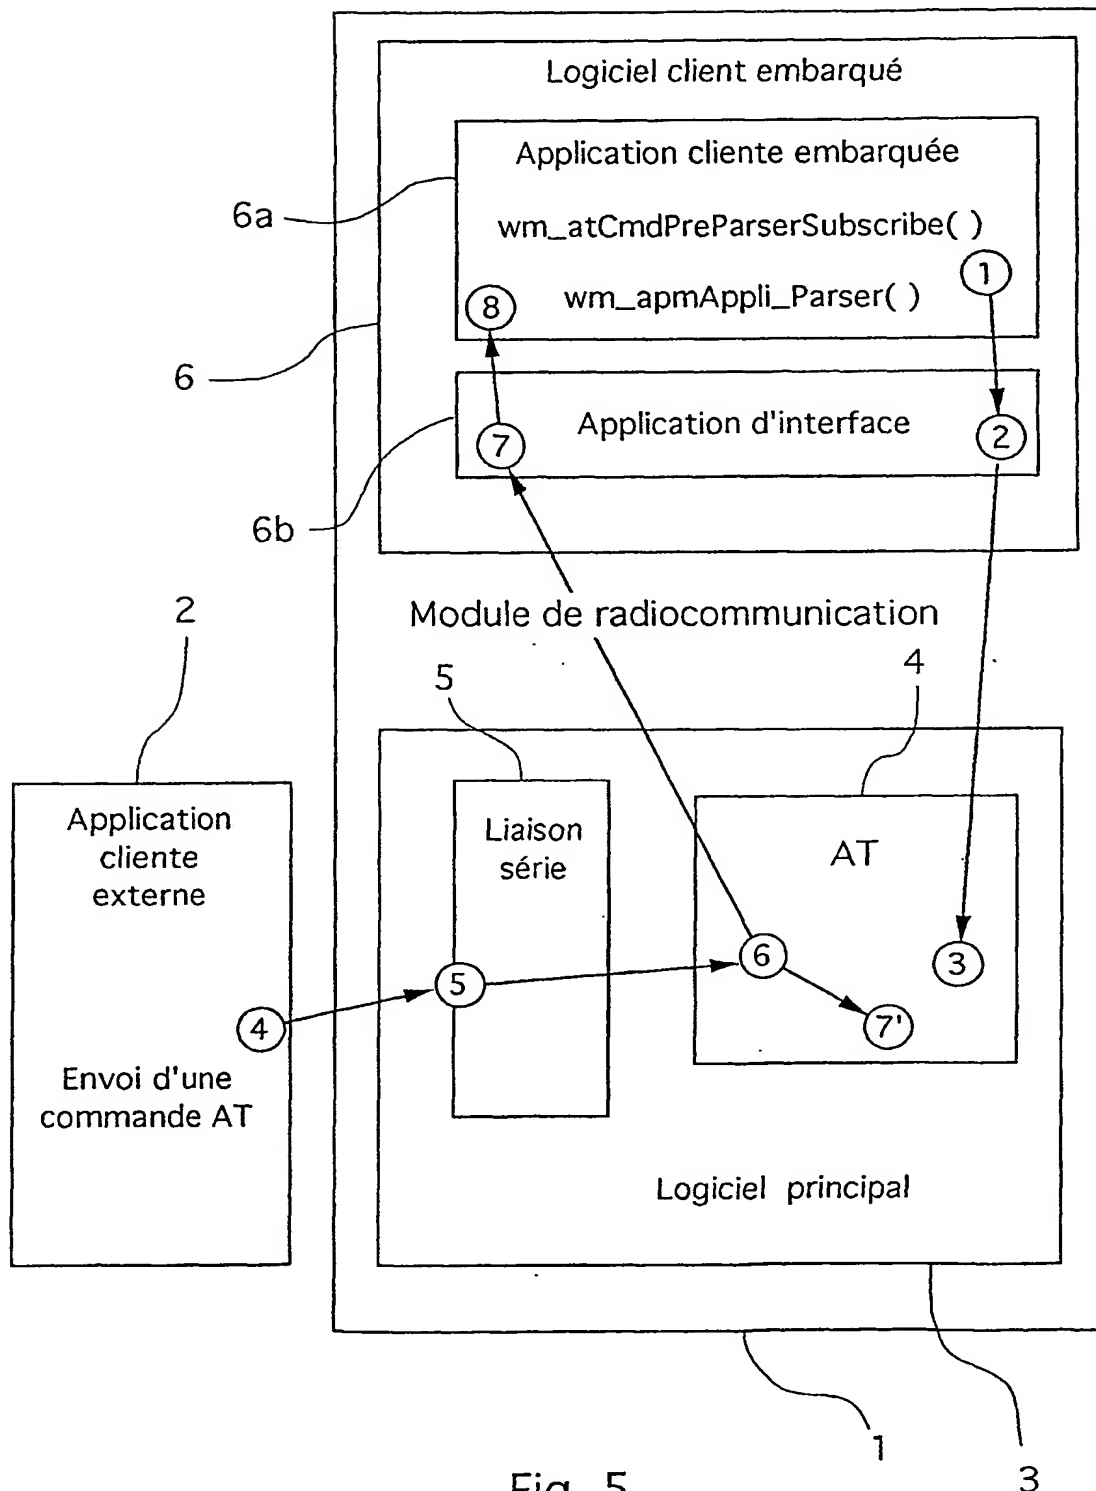 Logiciel client embarqué
Application cliente embarquée
6a
wm_atCmdPreParserSubscribe( )
1
wm_apmAppli_Parser( )
8
6
Application d'interface
7
2
6b
Module de radiocommunication
2
4
5
Application
cliente
externe
Liaison
série
AT
6
3
5
7'
4
Envoi d'une
commande AT
Logiciel principal
1
3
Fig. 5